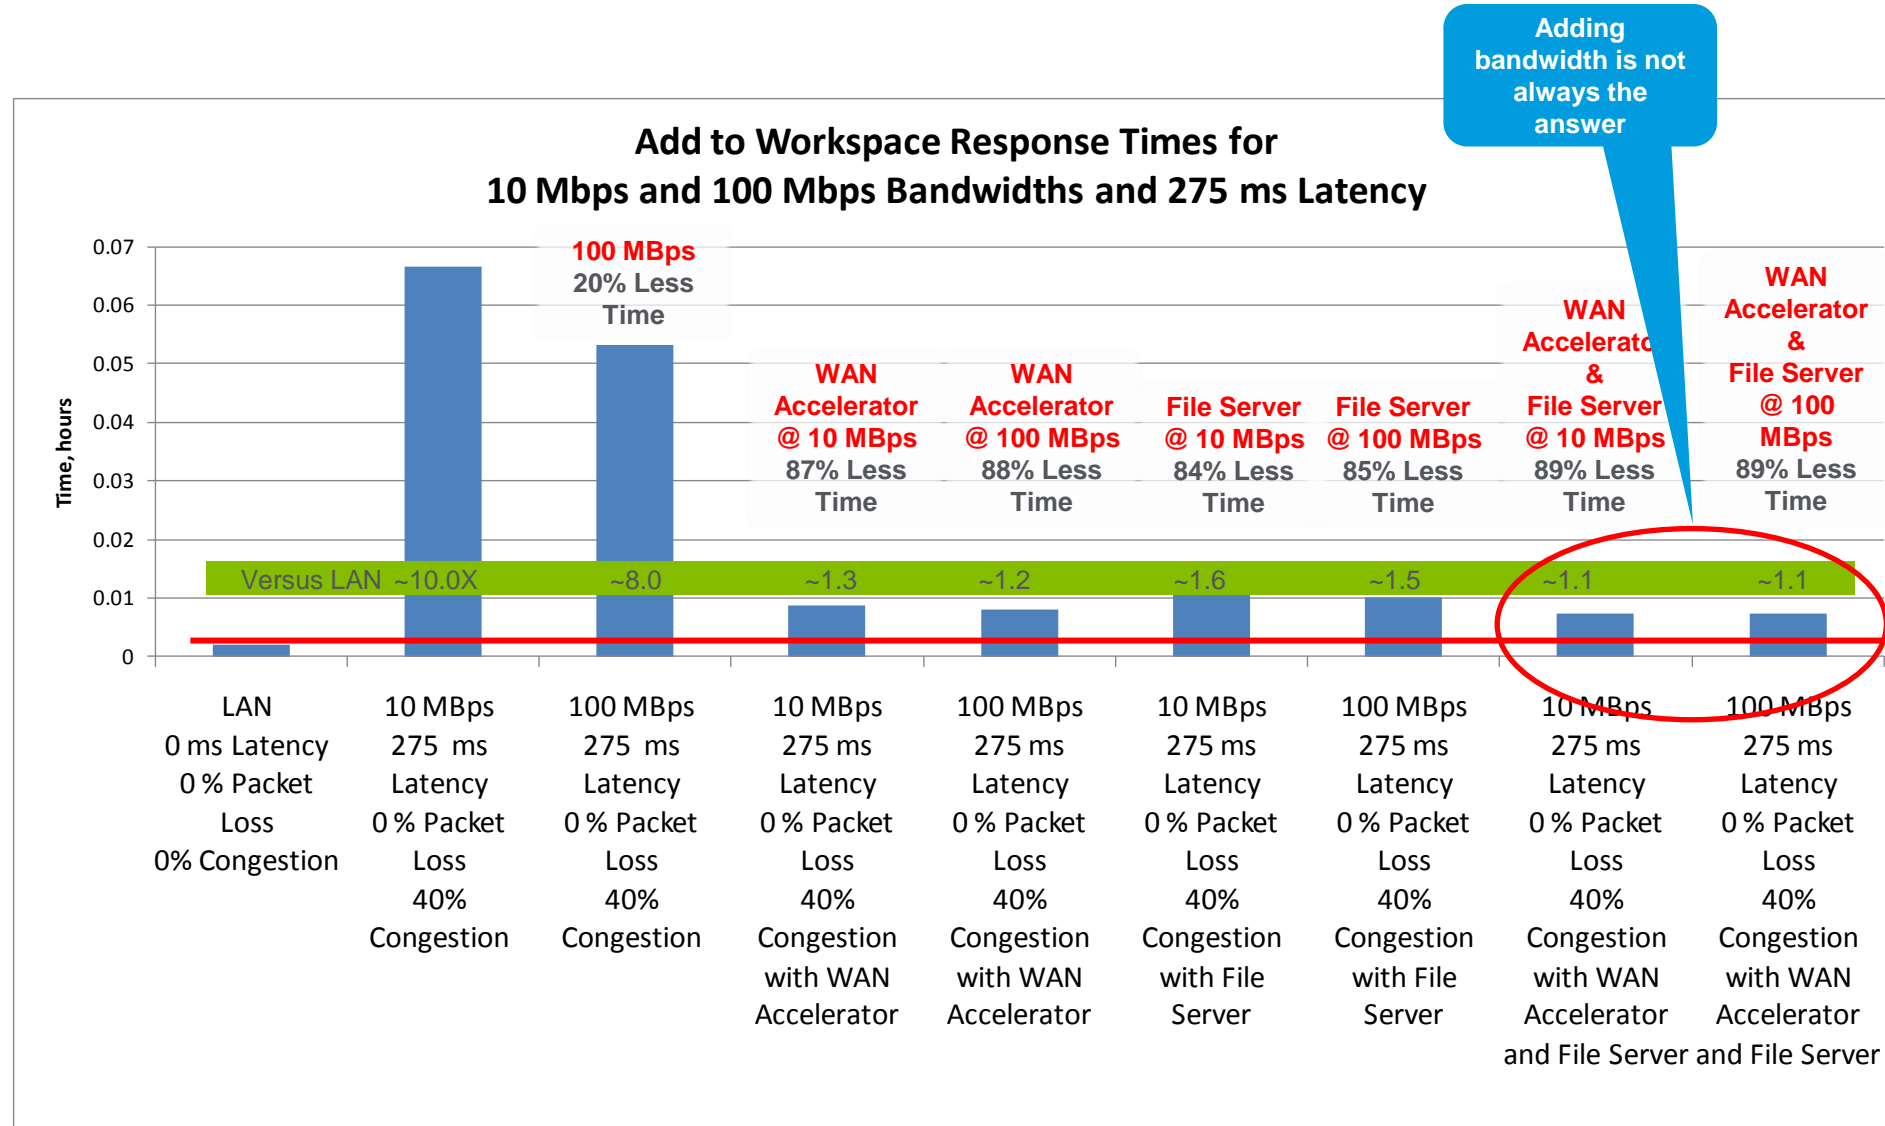 Adding
bandwidth is not
always the
answer
Add to Workspace Response Times for
10 Mbps and 100 Mbps Bandwidths and 275 ms Latency
Time, hours
0.07
0.06
0.05
0.04
0.03
0.02
0.01
0
100 MBps
20% Less
Time
WAN
Accelerator
@ 10 MBps
87% Less
Time
WAN
Accelerator
@ 100 MBps
88% Less
Time
File Server
@ 10 MBps
84% Less
Time
File Server
@ 100 MBps
85% Less
Time
WAN
Accelerator
&
File Server
@ 10 MBps
89% Less
Time
WAN
Accelerator
&
File Server
@ 100
MBps
89% Less
Time
Versus LAN ~10.0X ~8.0 ~1.3 ~1.2 ~1.6 ~1.5 ~1.1 ~1.1
LAN
0 ms Latency
0 % Packet
Loss
0% Congestion
10 MBps
275 ms
Latency
0 % Packet
Loss
40%
Congestion
100 MBps
275 ms
Latency
0 % Packet
Loss
40%
Congestion
10 MBps
275 ms
Latency
0 % Packet
Loss
40%
Congestion
with WAN
Accelerator
100 MBps
275 ms
Latency
0 % Packet
Loss
40%
Congestion
with WAN
Accelerator
10 MBps
275 ms
Latency
0 % Packet
Loss
40%
Congestion
with File
Server
100 MBps
275 ms
Latency
0 % Packet
Loss
40%
Congestion
with File
Server
10 MBps
275 ms
Latency
0 % Packet
Loss
40%
Congestion
with WAN
Accelerator
and File Server
100 MBps
275 ms
Latency
0 % Packet
Loss
40%
Congestion
with WAN
Accelerator
and File Server